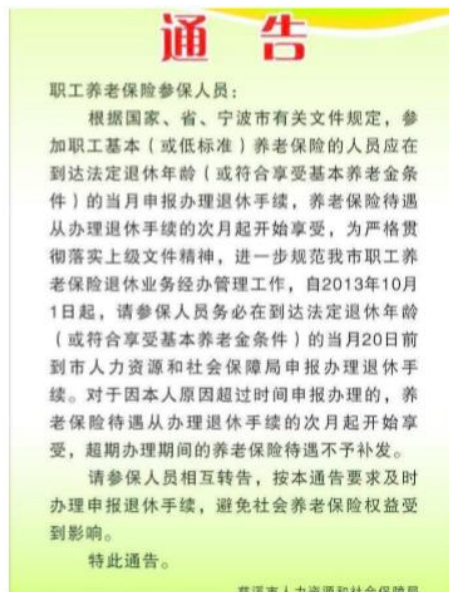 通告
职工养老保险参保人员：
根据国家、省、宁波市有关文件规定，参
加职工基本（或低标准）养老保险的人员应在
到达法定退休年龄（或符合享受基本养老金条
件）的当月申报办理退休手续，养老保险待遇
从办理退休手续的次月起开始享受，为严格贯
彻落实上级文件精神，进一步规范我市职工养
老保险退休业务经办管理工作，自2013年10月
1日起，请参保人员务必在到达法定退休年龄
（或符合享受基本养老金条件）的当月20日前
到市人力资源和社会保障局申报办理退休手
续。对于因本人原因超过时间申报办理的，养
老保险待遇从办理退休手续的次月起开始享
受，超期办理期间的养老保险待遇不予补发。
请参保人员相互转告，按本通告要求及时
办理申报退休手续，避免社会养老保险权益受
到影响。
特此通告。
慈溪市人力资源和社会保障局